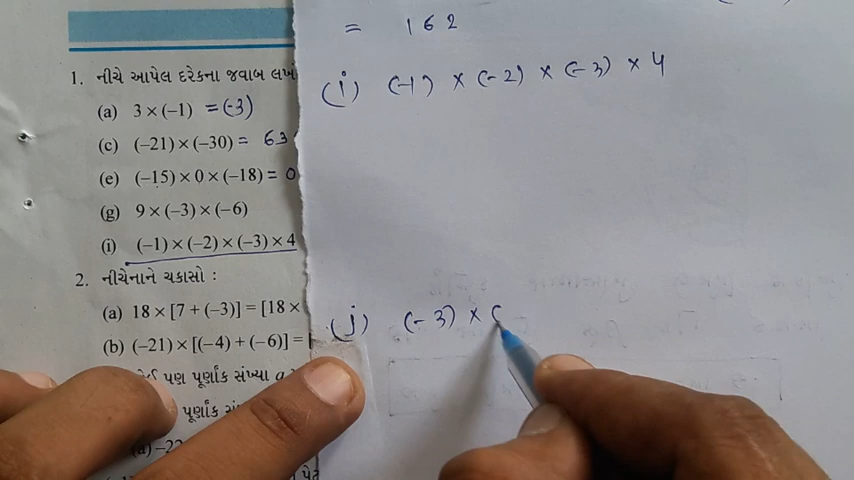 = 162
1. નીચે આપેલ દરેકના જવાબ લખો
(a) 3 × (−1) = (-3)
(c) (−21) × (−30) = 63
(e) (−15) × 0 × (−18) = 0
(g) 9 × (−3) × (−6)
(i) (−1) × (−2) × (−3) × 4
2. નીચેનાને ચકાસો :
(a) 18 × [7 + (−3)] = [18 ×
(b) (−21) × [(−4) + (−6)] =
પણ પૂર્ણાંક સંખ્યા a
પૂર્ણાંક
(a) −22
(i) (-1) × (-2) × (-3) × 4
(j) (-3) × (